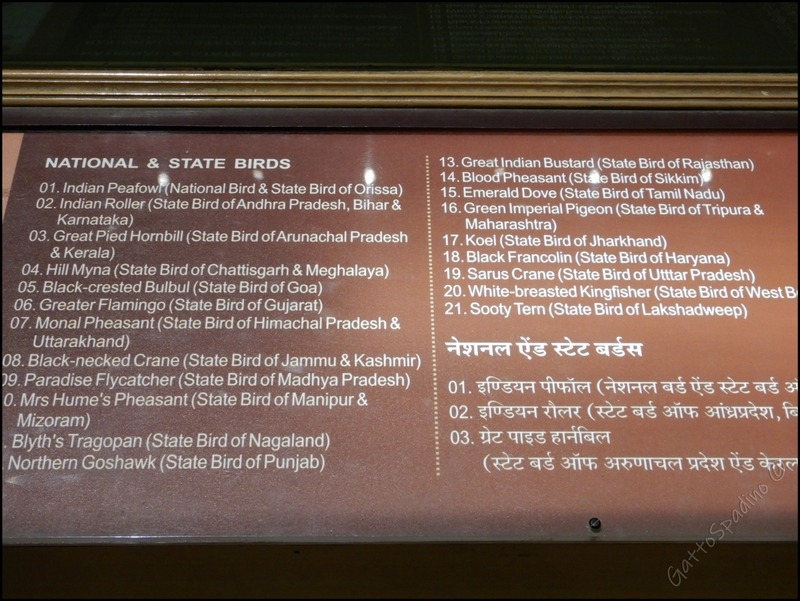 NATIONAL & STATE BIRDS
01. Indian Peafowl (National Bird & State Bird of Orissa)
02. Indian Roller (State Bird of Andhra Pradesh, Bihar &
Karnataka)
03. Great Pied Hornbill (State Bird of Arunachal Pradesh
& Kerala)
04. Hill Myna (State Bird of Chattisgarh & Meghalaya)
05. Black-crested Bulbul (State Bird of Goa)
06. Greater Flamingo (State Bird of Gujarat)
07. Monal Pheasant (State Bird of Himachal Pradesh &
Uttarakhand)
08. Black-necked Crane (State Bird of Jammu & Kashmir)
09. Paradise Flycatcher (State Bird of Madhya Pradesh)
0. Mrs Hume's Pheasant (State Bird of Manipur &
Mizoram)
. Blyth's Tragopan (State Bird of Nagaland)
Northern Goshawk (State Bird of Punjab)
13. Great Indian Bustard (State Bird of Rajasthan)
14. Blood Pheasant (State Bird of Sikkim)
15. Emerald Dove (State Bird of Tamil Nadu)
16. Green Imperial Pigeon (State Bird of Tripura &
Maharashtra)
17. Koel (State Bird of Jharkhand)
18. Black Francolin (State Bird of Haryana)
19. Sarus Crane (State Bird of Utttar Pradesh)
20. White-breasted Kingfisher (State Bird of West Be
21. Sooty Tern (State Bird of Lakshadweep)
नेशनल ऐंड स्टेट बर्डस
01. इण्डियन पीफॉल (नेशनल बर्ड ऐंड स्टेट बर्ड ऑ
02. इण्डियन रौलर (स्टेट बर्ड ऑफ आंध्रप्रदेश, बि
03. ग्रेट पाइड हार्नबिल
(स्टेट बर्ड ऑफ अरुणाचल प्रदेश ऐंड केरल
GattoSpadino ©